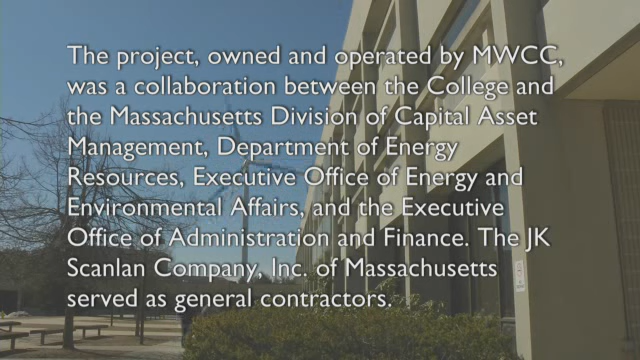 The project, owned and operated by MWCC,
was a collaboration between the College and
the Massachusetts Division of Capital Asset
Management, Department of Energy
Resources, Executive Office of Energy and
Environmental Affairs, and the Executive
Office of Administration and Finance. The JK
Scanlan Company, Inc. of Massachusetts
served as general contractors.